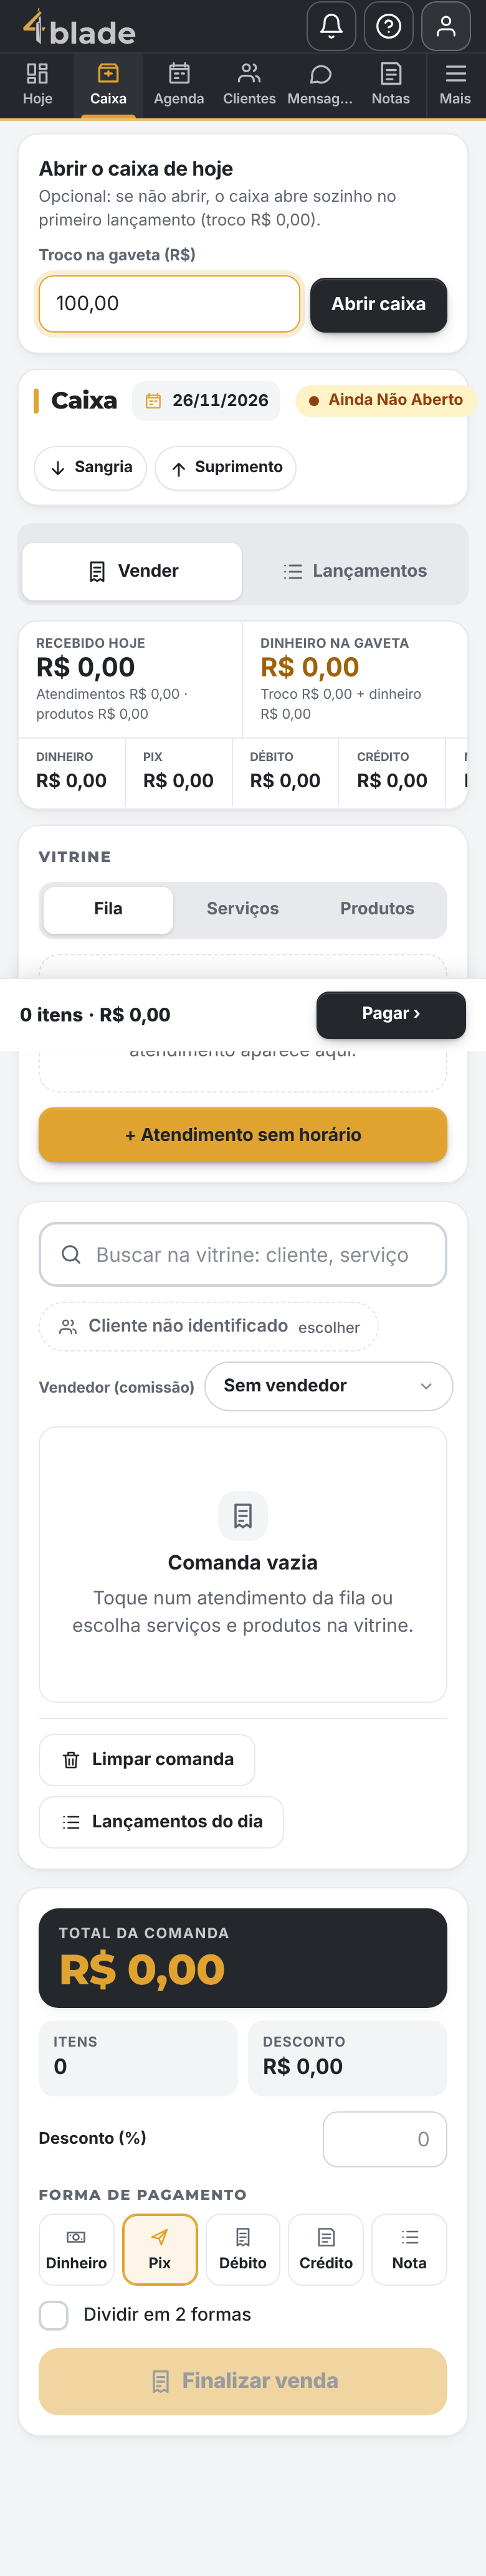 4blade
Hoje
Caixa
Agenda
Clientes
Mensag...
Notas
Mais
Abrir o caixa de hoje
Opcional: se não abrir, o caixa abre sozinho no
primeiro lançamento (troco R$ 0,00).
Troco na gaveta (R$)
100,00
Abrir caixa
Caixa
26/11/2026
Ainda Não Aberto
Sangria
Suprimento
Vender
Lançamentos
RECEBIDO HOJE
R$ 0,00
Atendimentos R$ 0,00 ·
produtos R$ 0,00
DINHEIRO NA GAVETA
R$ 0,00
Troco R$ 0,00 + dinheiro
R$ 0,00
DINHEIRO
R$ 0,00
PIX
R$ 0,00
DÉBITO
R$ 0,00
CRÉDITO
R$ 0,00
VITRINE
Fila
Serviços
Produtos
0 itens · R$ 0,00
Pagar ›
atendimento aparece aqui.
+ Atendimento sem horário
Buscar na vitrine: cliente, serviço
Cliente não identificado escolher
Vendedor (comissão)
Sem vendedor
Comanda vazia
Toque num atendimento da fila ou
escolha serviços e produtos na vitrine.
Limpar comanda
Lançamentos do dia
TOTAL DA COMANDA
R$ 0,00
ITENS
0
DESCONTO
R$ 0,00
Desconto (%)
0
FORMA DE PAGAMENTO
Dinheiro
Pix
Débito
Crédito
Nota
Dividir em 2 formas
Finalizar venda